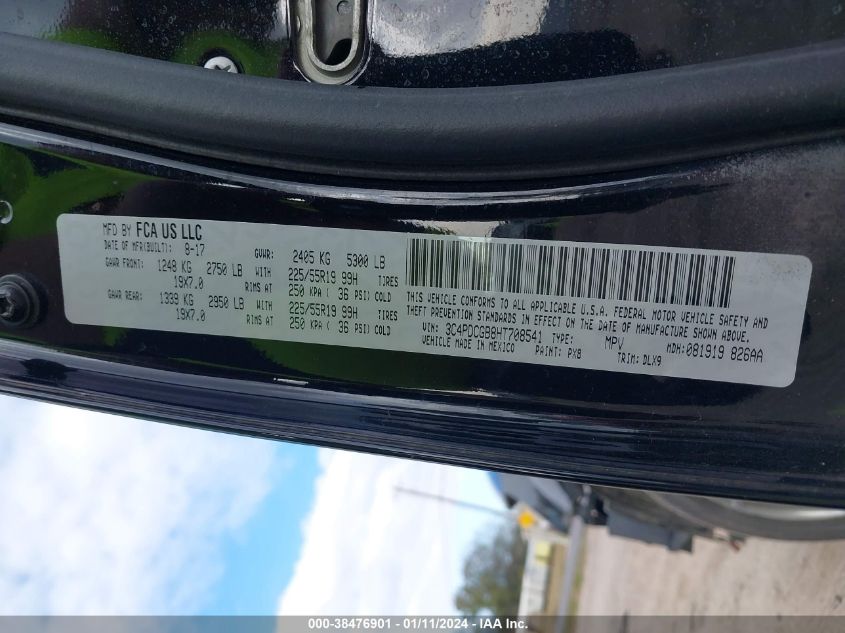 MFD BY FCA US LLC
DATE OF MFR(BUILT): 8-17 GVWR: 2405 KG 5300 LB
GAWR FRONT: 1248 KG 2750 LB WITH 225/55R19 99H TIRES
19X7.0 RIMS AT 250 KPA ( 36 PSI) COLD
GAWR REAR: 1339 KG 2950 LB WITH 225/55R19 99H TIRES
19X7.0 RIMS AT 250 KPA ( 36 PSI) COLD
THIS VEHICLE CONFORMS TO ALL APPLICABLE U.S.A. FEDERAL MOTOR VEHICLE SAFETY AND
THEFT PREVENTION STANDARDS IN EFFECT ON THE DATE OF MANUFACTURE SHOWN ABOVE.
VIN: 3C4PDCGB8HT708541 TYPE: MPV MDH: 081919 826AA
VEHICLE MADE IN MEXICO PAINT: PX8 TRIM: DLX9
000-38476901 - 01/11/2024 - IAA Inc.